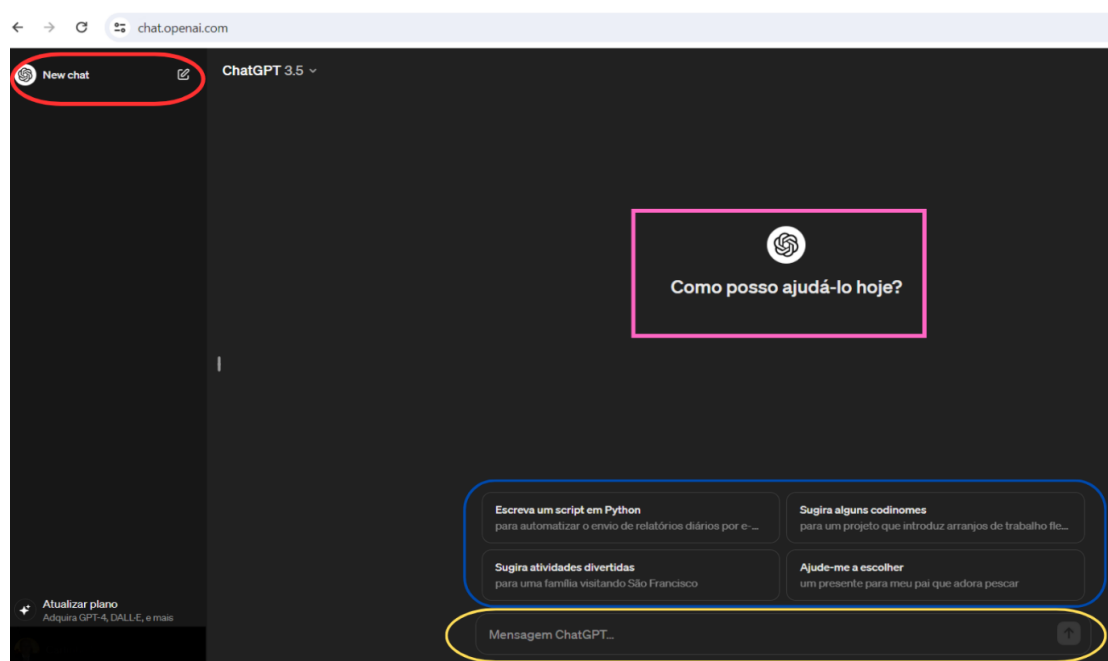 chat.openai.com
New chat
ChatGPT 3.5
Como posso ajudá-lo hoje?
Escreva um script em Python
para automatizar o envio de relatórios diários por e-...
Sugira alguns codinomes
para um projeto que introduz arranjos de trabalho fle...
Sugira atividades divertidas
para uma família visitando São Francisco
Ajude-me a escolher
um presente para meu pai que adora pescar
Atualizar plano
Adquira GPT-4, DALL·E, e mais
Mensagem ChatGPT...